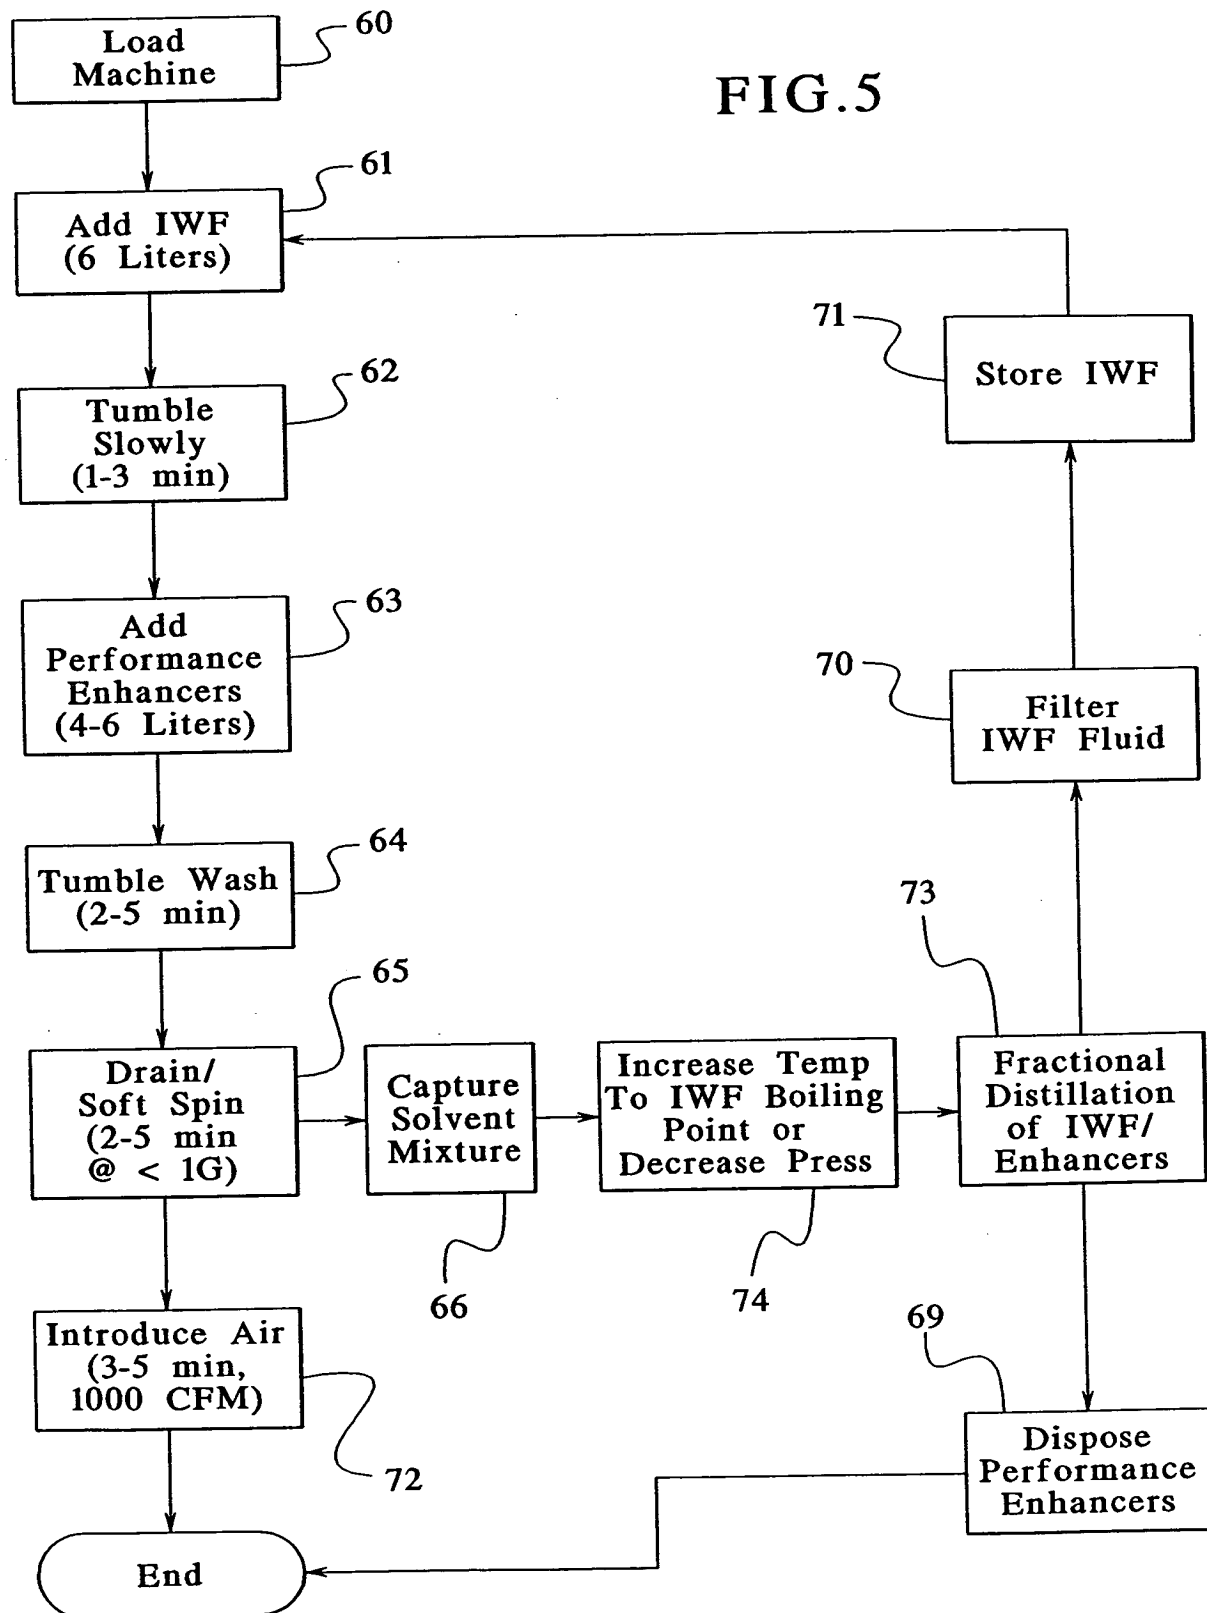 FIG.5
60
Load
Machine
61
Add IWF
(6 Liters)
62
Tumble
Slowly
(1-3 min)
63
Add
Performance
Enhancers
(4-6 Liters)
64
Tumble Wash
(2-5 min)
65
Drain/
Soft Spin
(2-5 min
@ < 1G)
Capture
Solvent
Mixture
66
Increase Temp
To IWF Boiling
Point or
Decrease Press
74
73
Fractional
Distillation
of IWF/
Enhancers
70
Filter
IWF Fluid
71
Store IWF
69
Dispose
Performance
Enhancers
Introduce Air
(3-5 min,
1000 CFM)
72
End